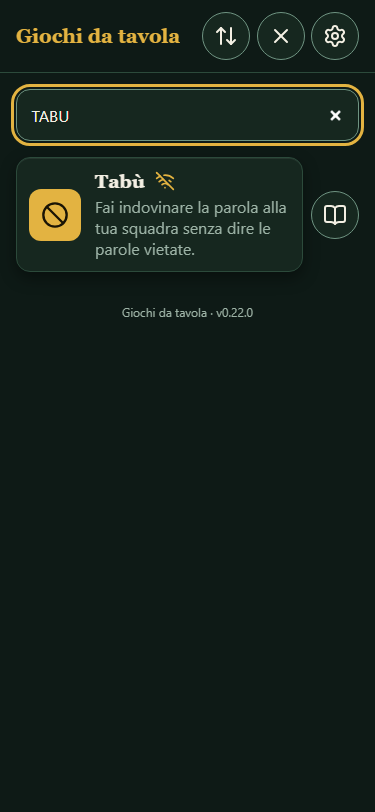 Giochi da tavola
TABU
Tabù
Fai indovinare la parola alla
tua squadra senza dire le
parole vietate.
Giochi da tavola · v0.22.0